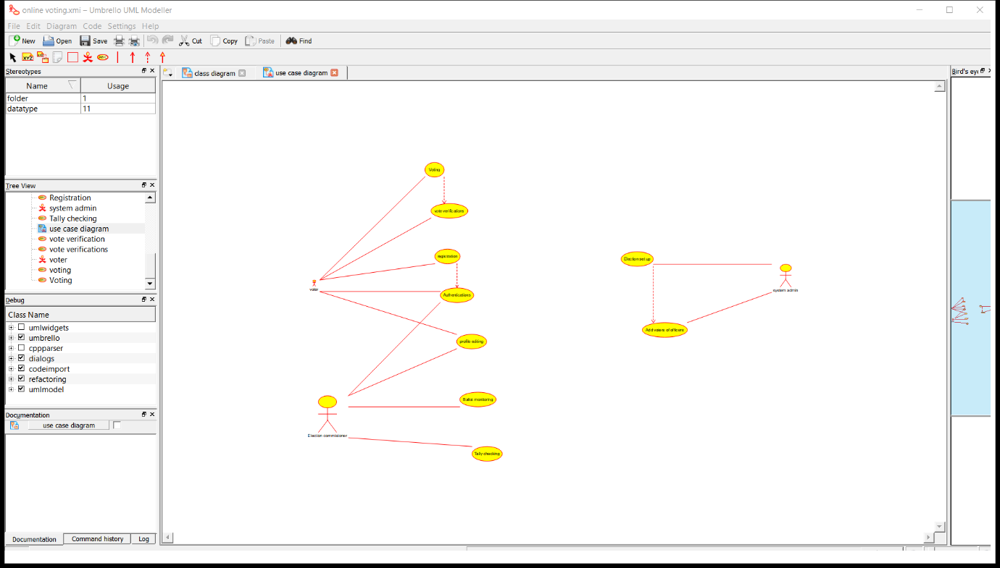 online voting.xmi – Umbrello UML Modeller
File Edit Diagram Code Settings Help
New Open Save Cut Copy Paste Find
XYZ ABC
Stereotypes
Name Usage
folder 1
datatype 11
Tree View
Registration
system admin
Tally checking
use case diagram
vote verification
vote verifications
voter
voting
Voting
Debug
Class Name
umlwidgets
umbrello
cppparser
dialogs
codeimport
refactoring
umlmodel
Documentation
use case diagram
Documentation Command history Log
class diagram use case diagram
Voting
vote verifications
registration
voter
Authentications
profile editing
Ballot monitoring
Election commisioner
Tally checking
Election set up
system admin
of officers
Bird's eye